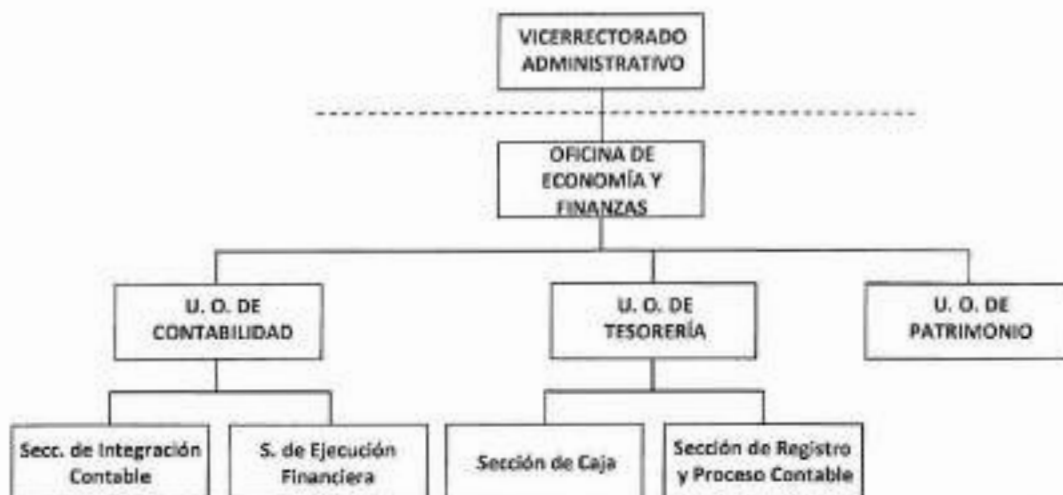 VICERRECTORADO
ADMINISTRATIVO
OFICINA DE
ECONOMÍA Y
FINANZAS
U. O. DE
CONTABILIDAD
U. O. DE
TESORERÍA
U. O. DE
PATRIMONIO
Secc. de Integración
Contable
S. de Ejecución
Financiera
Sección de Caja
Sección de Registro
y Proceso Contable